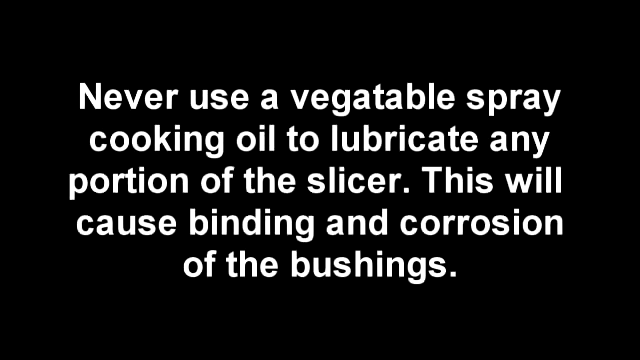 Never use a vegatable spray
cooking oil to lubricate any
portion of the slicer. This will
cause binding and corrosion
of the bushings.